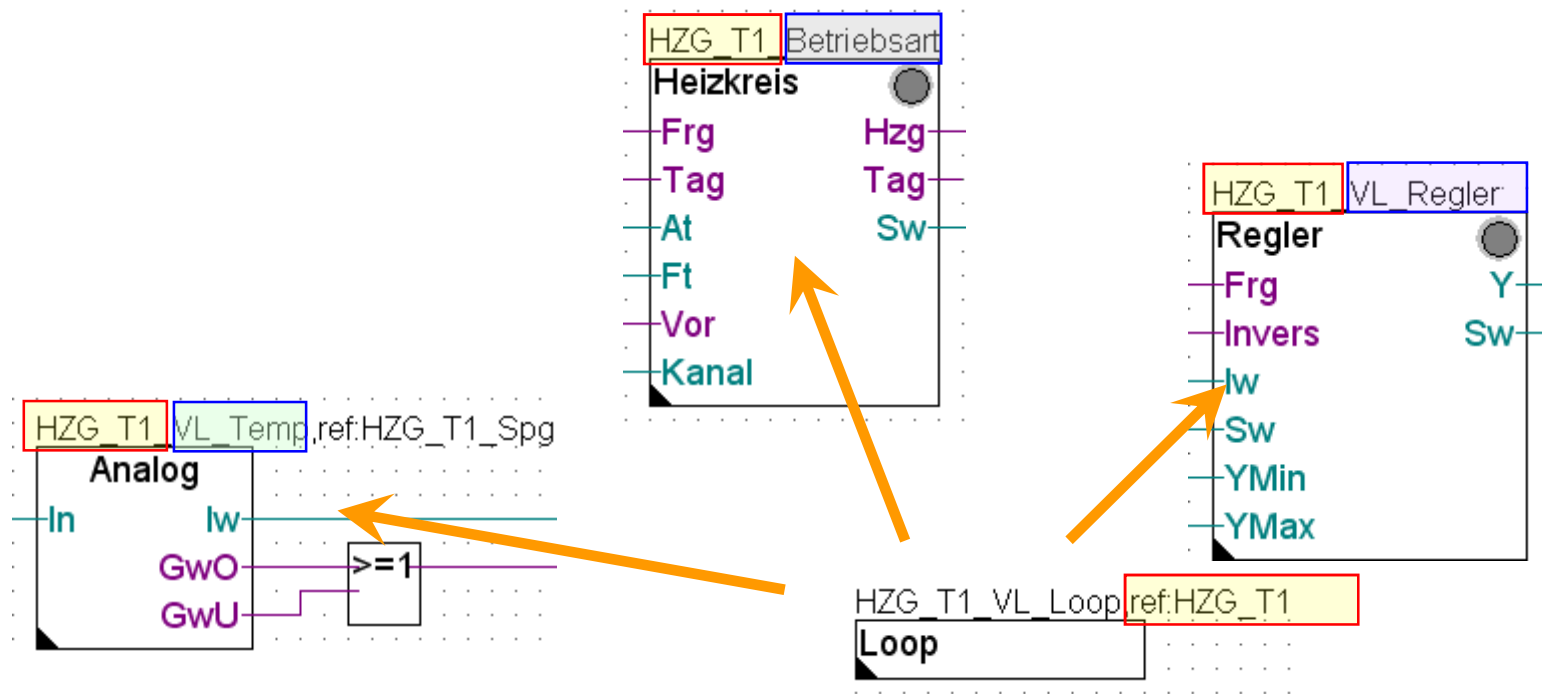 HZG_T1_Betriebsart
Heizkreis
Frg Hzg
Tag Tag
At Sw
Ft
Vor
Kanal
HZG_T1_VL_Regler
Regler
Frg Y
Invers Sw
Iw
Sw
YMin
YMax
HZG_T1_VL_Temp,ref:HZG_T1_Spg
Analog
In Iw
GwO
GwU
>=1
HZG_T1_VL_Loop,ref:HZG_T1
Loop